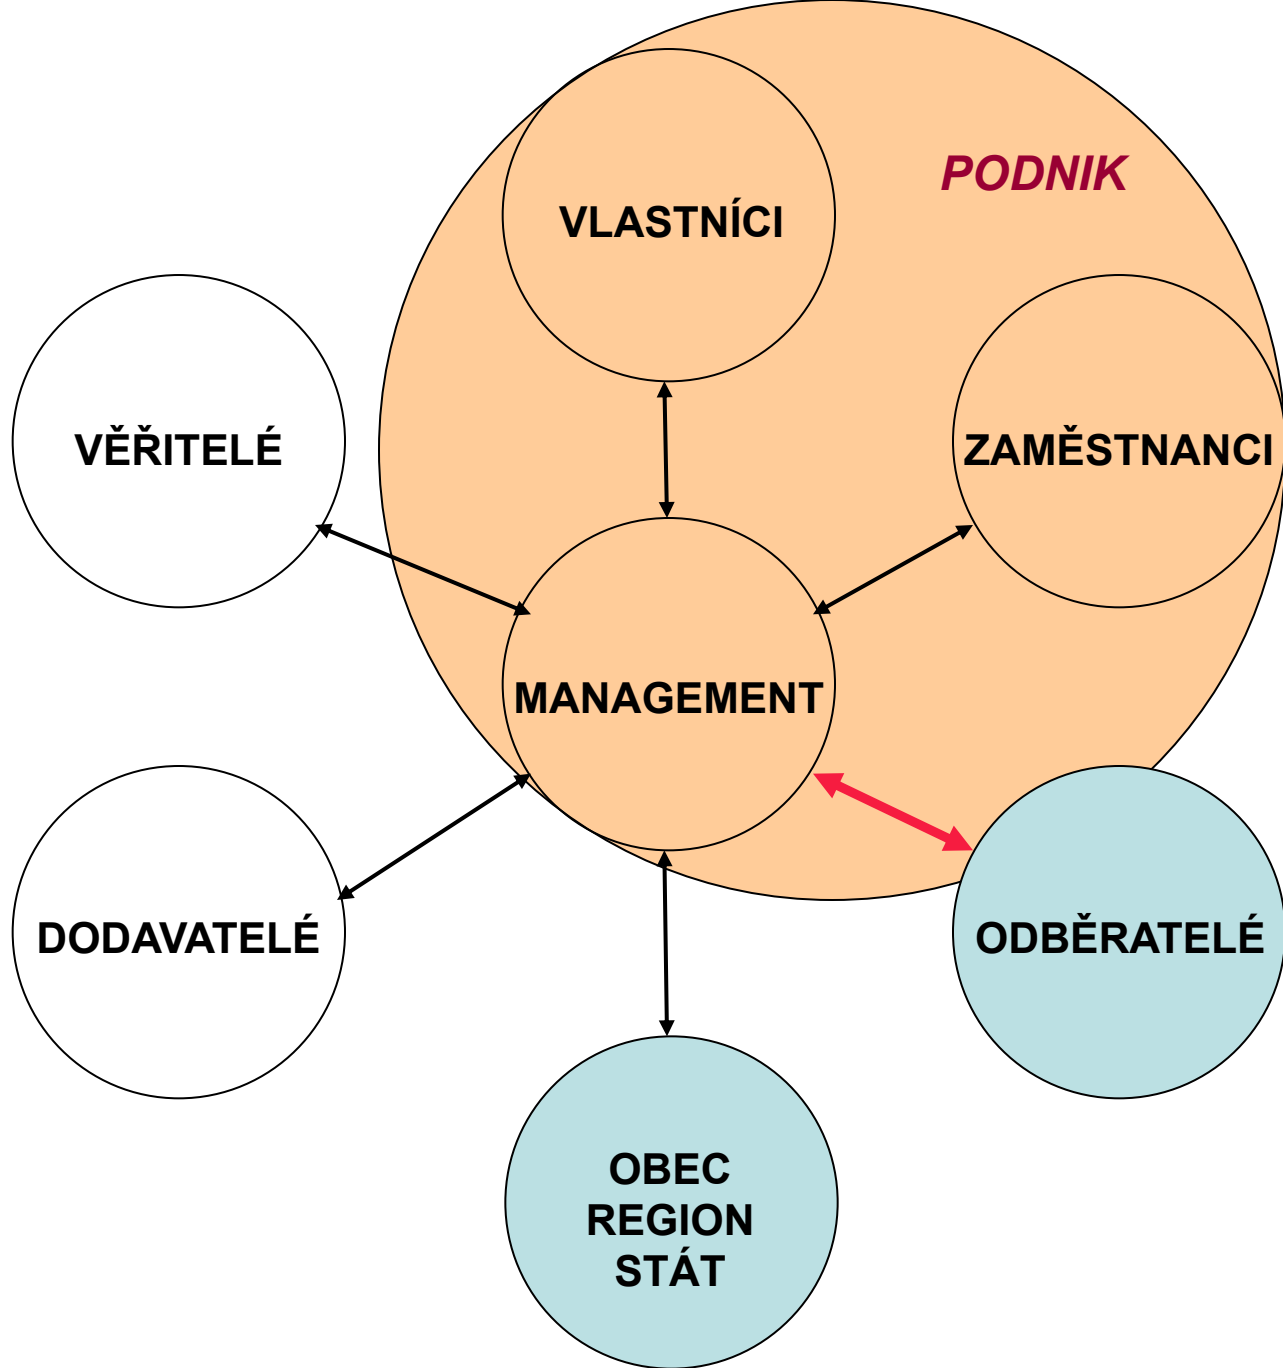 PODNIK
VLASTNÍCI
VĚŘITELÉ
ZAMĚSTNANCI
MANAGEMENT
DODAVATELÉ
ODBĚRATELÉ
OBEC
REGION
STÁT